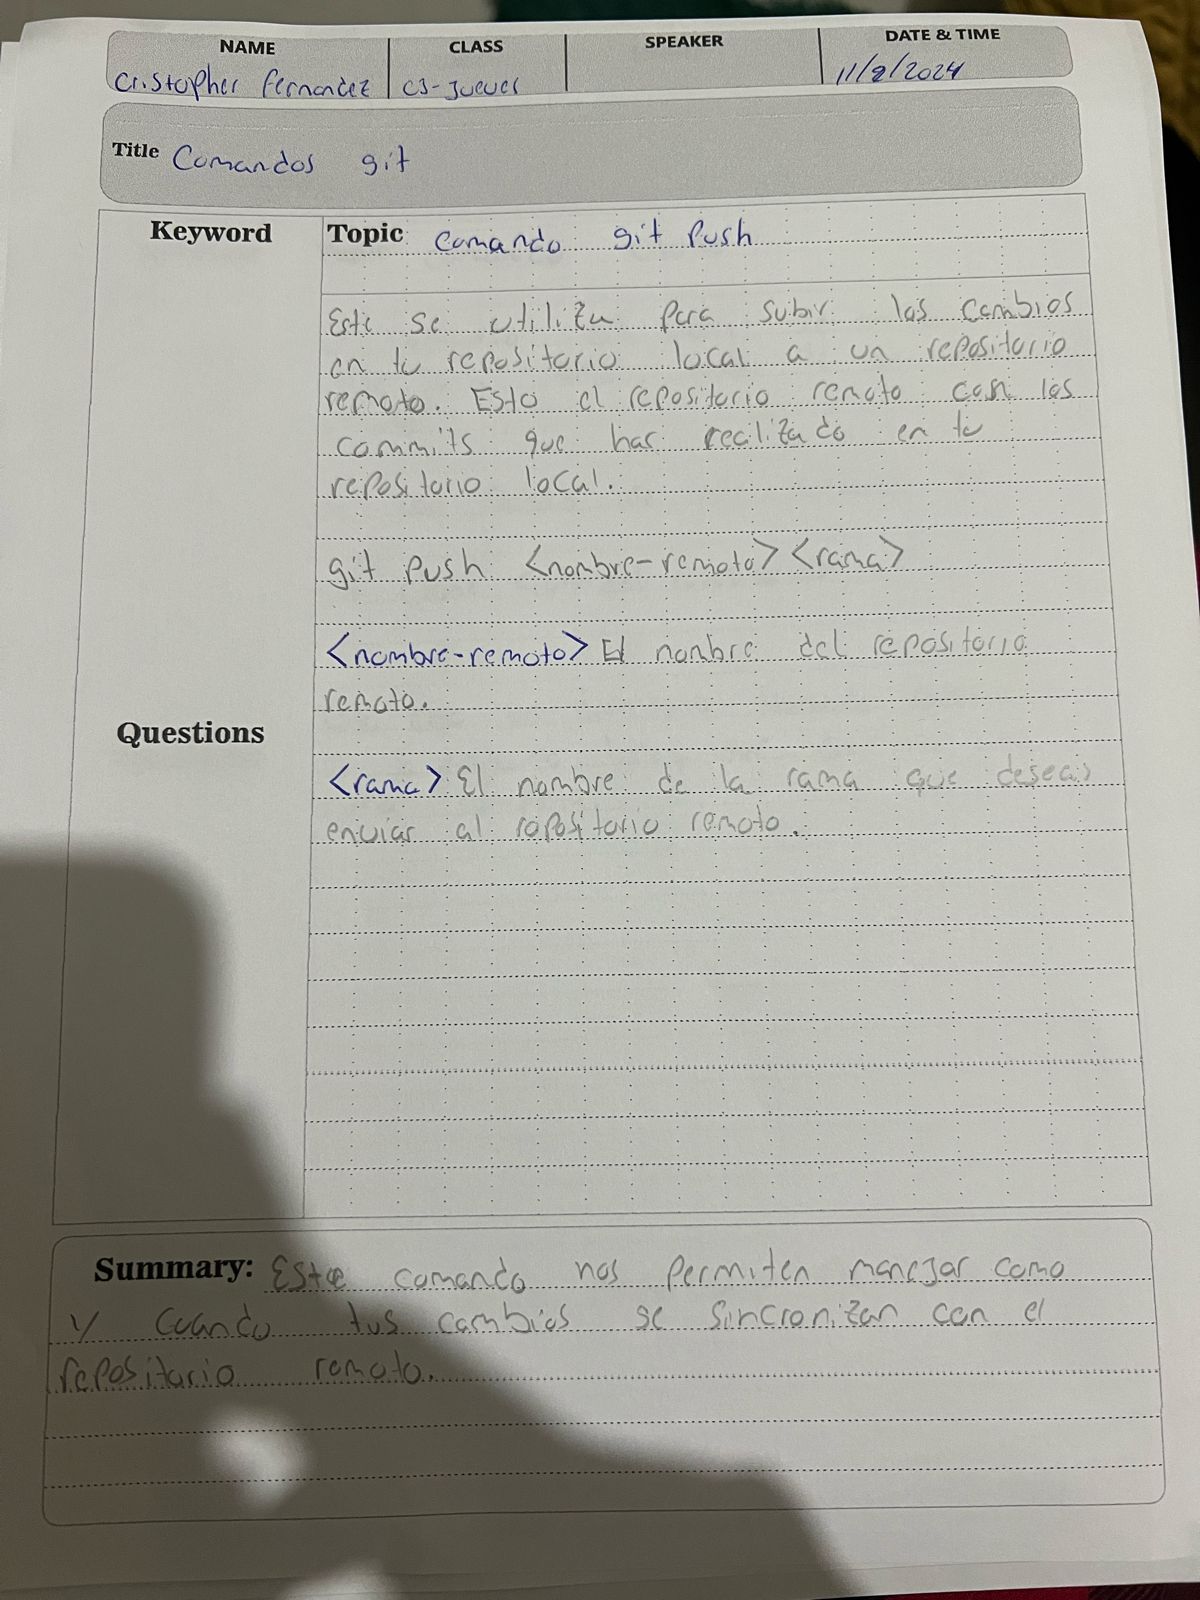 NAME CLASS SPEAKER DATE & TIME
Cristopher Fernandez C3-Jueves 11/8/2024
Title Comandos git
Keyword
Topic Comando git Push
Este se utiliza para subir las cambios
en tu repositorio local a un repositorio
remoto. Esto el repositorio remoto con los
commits que has realizado en tu
repositorio local.
git Push <nombre-remoto> <rama>
<nombre-remoto> El nombre del repositorio
remoto.
Questions
<rama> El nombre de la rama que deseas
enviar al repositorio remoto.
Summary: Este comando nos Permiten manejar como
y cuando tus cambios se sincronizan con el
repositorio remoto.